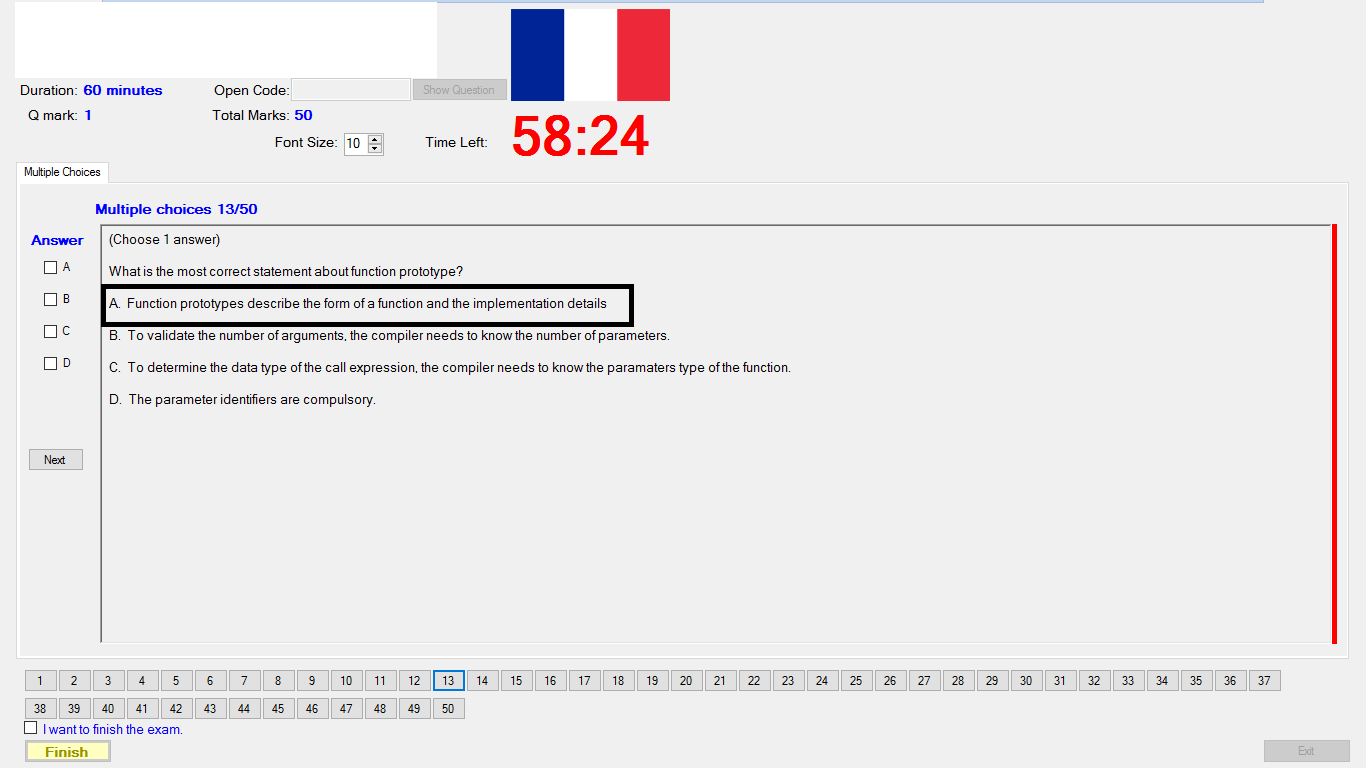 Duration: 60 minutes
Open Code:
Show Question
Q mark: 1
Total Marks: 50
Font Size: 10
Time Left: 58:24
Multiple Choices
Multiple choices 13/50
Answer
(Choose 1 answer)
A
What is the most correct statement about function prototype?
B
A. Function prototypes describe the form of a function and the implementation details
C
B. To validate the number of arguments, the compiler needs to know the number of parameters.
D
C. To determine the data type of the call expression, the compiler needs to know the paramaters type of the function.
D. The parameter identifiers are compulsory.
Next
1 2 3 4 5 6 7 8 9 10 11 12 13 14 15 16 17 18 19 20 21 22 23 24 25 26 27 28 29 30 31 32 33 34 35 36 37
38 39 40 41 42 43 44 45 46 47 48 49 50
I want to finish the exam.
Finish
Exit